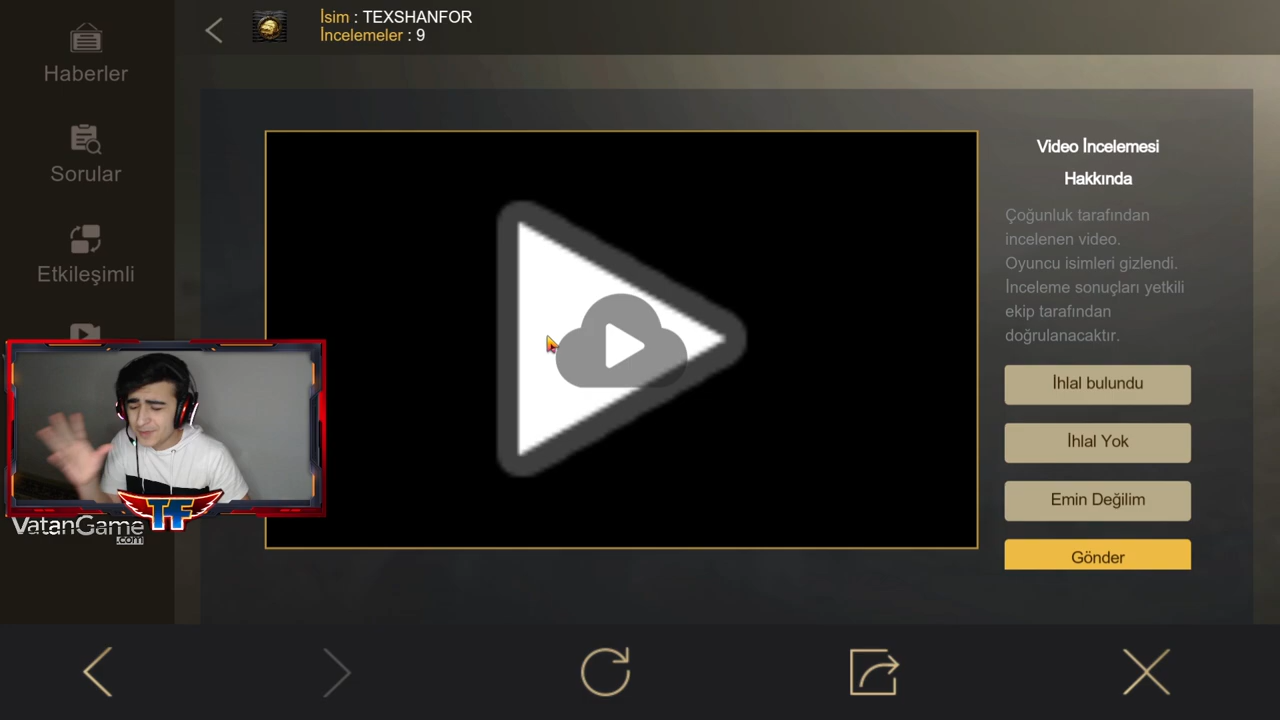 İsim : TEXSHANFOR
İncelemeler : 9
Haberler
Sorular
Etkileşimli
Video İncelemesi
Hakkında
Çoğunluk tarafından
incelenen video.
Oyuncu isimleri gizlendi.
İnceleme sonuçları yetkili
ekip tarafından
doğrulanacaktır.
İhlal bulundu
İhlal Yok
Emin Değilim
Gönder
TF
VatanGame
.com